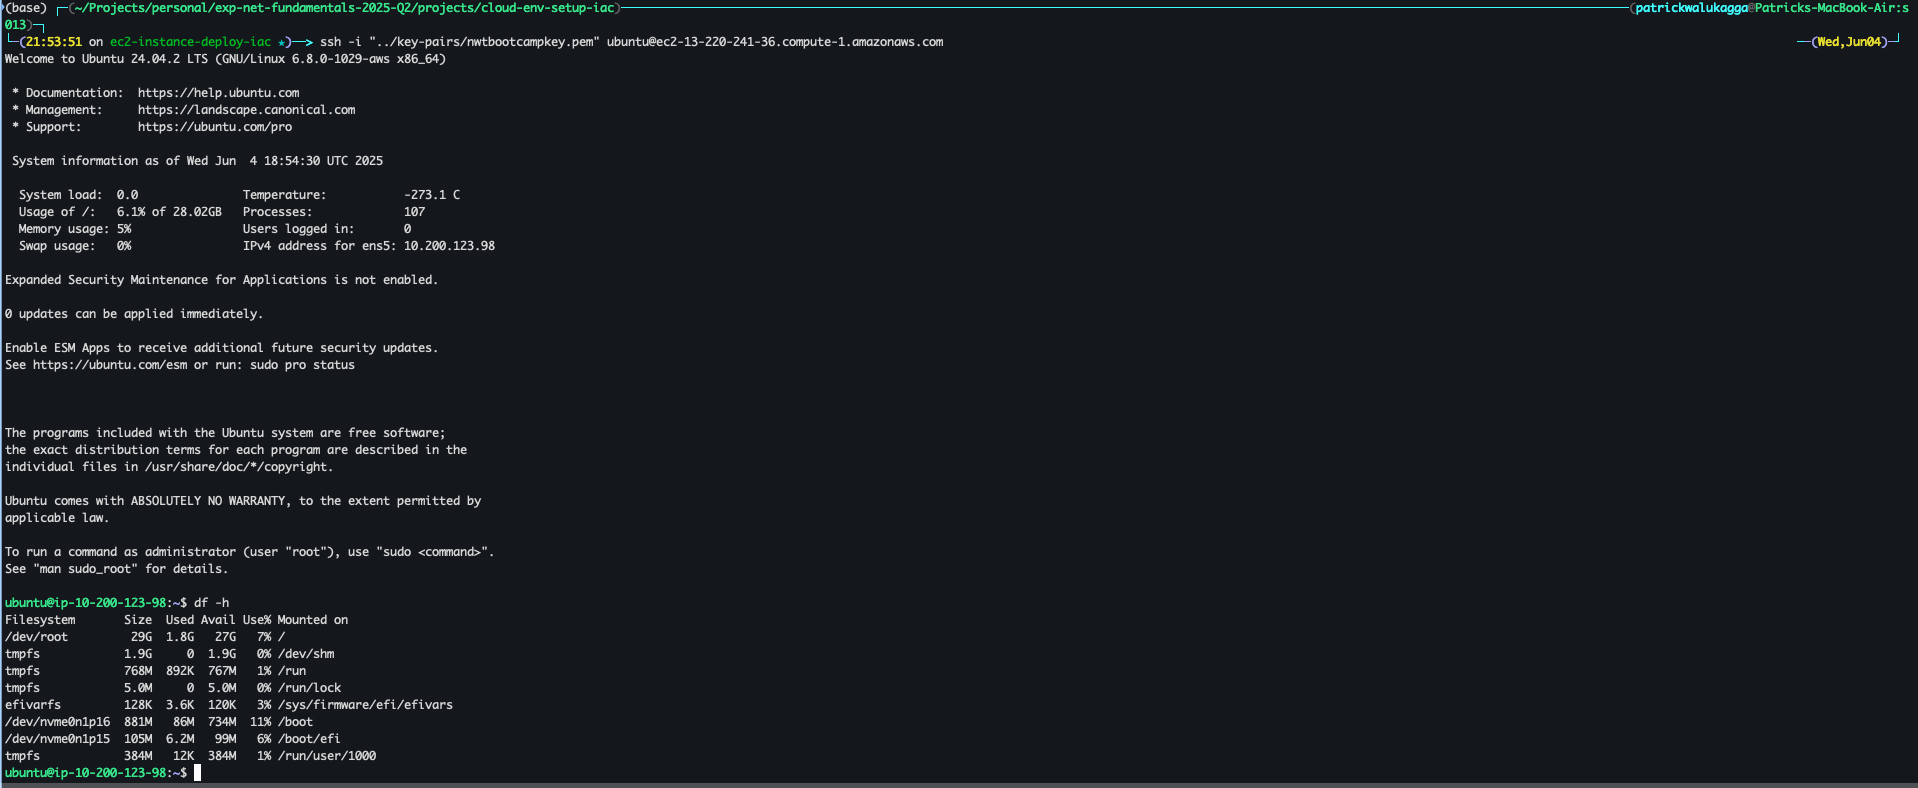 (base) ┌─(~/Projects/personal/exp-net-fundamentals-2025-Q2/projects/cloud-env-setup-iac)────(patrickwalukagga@Patricks-MacBook-Air:s
013)─┐
└─(21:53:51 on ec2-instance-deploy-iac ★)──> ssh -i "../key-pairs/nwtbootcampkey.pem" ubuntu@ec2-13-220-241-36.compute-1.amazonaws.com ──(Wed,Jun04)─┘
Welcome to Ubuntu 24.04.2 LTS (GNU/Linux 6.8.0-1029-aws x86_64)

 * Documentation:  https://help.ubuntu.com
 * Management:     https://landscape.canonical.com
 * Support:        https://ubuntu.com/pro

 System information as of Wed Jun  4 18:54:30 UTC 2025

  System load:  0.0               Temperature:           -273.1 C
  Usage of /:   6.1% of 28.02GB   Processes:             107
  Memory usage: 5%                Users logged in:       0
  Swap usage:   0%                IPv4 address for ens5: 10.200.123.98

Expanded Security Maintenance for Applications is not enabled.

0 updates can be applied immediately.

Enable ESM Apps to receive additional future security updates.
See https://ubuntu.com/esm or run: sudo pro status

The programs included with the Ubuntu system are free software;
the exact distribution terms for each program are described in the
individual files in /usr/share/doc/*/copyright.

Ubuntu comes with ABSOLUTELY NO WARRANTY, to the extent permitted by
applicable law.

To run a command as administrator (user "root"), use "sudo <command>".
See "man sudo_root" for details.

ubuntu@ip-10-200-123-98:~$ df -h
Filesystem       Size  Used Avail Use% Mounted on
/dev/root         29G  1.8G   27G   7% /
tmpfs            1.9G     0  1.9G   0% /dev/shm
tmpfs            768M  892K  767M   1% /run
tmpfs            5.0M     0  5.0M   0% /run/lock
efivarfs         128K  3.6K  120K   3% /sys/firmware/efi/efivars
/dev/nvme0n1p16  881M   86M  734M  11% /boot
/dev/nvme0n1p15  105M  6.2M   99M   6% /boot/efi
tmpfs            384M   12K  384M   1% /run/user/1000
ubuntu@ip-10-200-123-98:~$